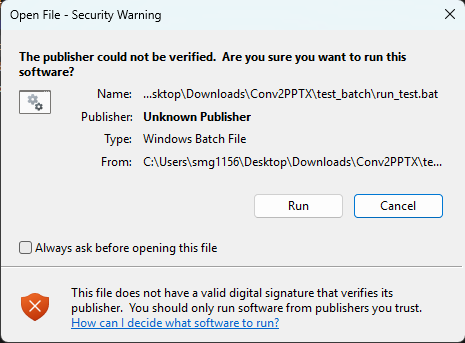 Open File - Security Warning
The publisher could not be verified.  Are you sure you want to run this
software?
Name: ...sktop\Downloads\Conv2PPTX\test_batch\run_test.bat
Publisher: Unknown Publisher
Type: Windows Batch File
From: C:\Users\smg1156\Desktop\Downloads\Conv2PPTX\te...
Run Cancel
Always ask before opening this file
This file does not have a valid digital signature that verifies its
publisher.  You should only run software from publishers you trust.
How can I decide what software to run?